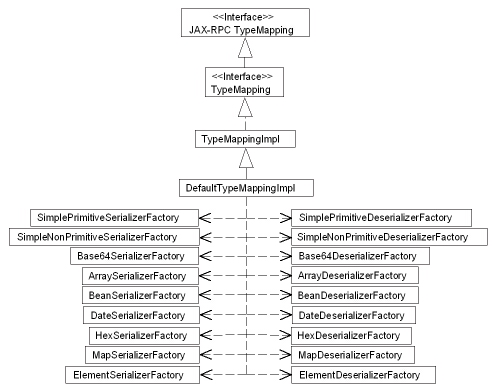 <<Interface>>
JAX-RPC TypeMapping
<<Interface>>
TypeMapping
TypeMappingImpl
DefaultTypeMappingImpl
SimplePrimitiveSerializerFactory
SimplePrimitiveDeserializerFactory
SimpleNonPrimitiveSerializerFactory
SimpleNonPrimitiveDeserializerFactory
Base64SerializerFactory
Base64DeserializerFactory
ArraySerializerFactory
ArrayDeserializerFactory
BeanSerializerFactory
BeanDeserializerFactory
DateSerializerFactory
DateDeserializerFactory
HexSerializerFactory
HexDeserializerFactory
MapSerializerFactory
MapDeserializerFactory
ElementSerializerFactory
ElementDeserializerFactory